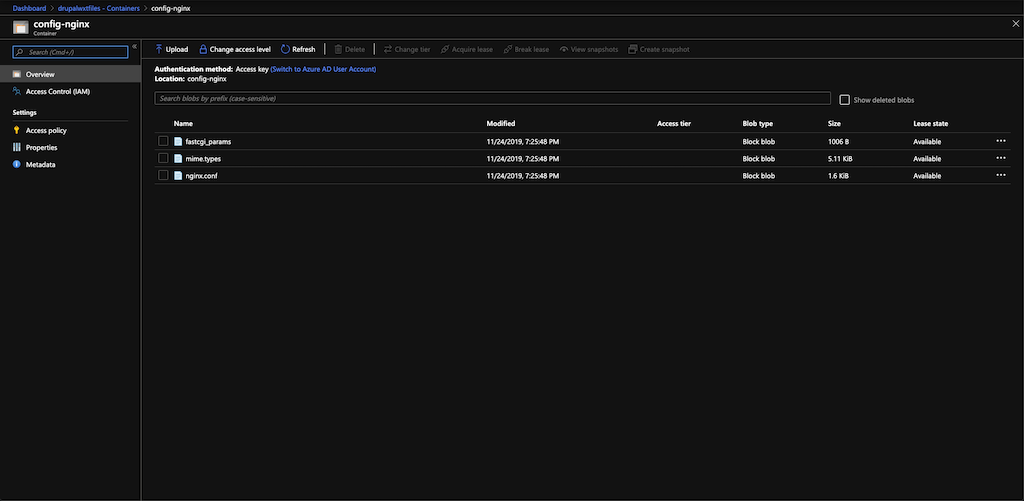 Dashboard > drupalwxtfiles - Containers > config-nginx
config-nginx
Container
Search (Cmd+/)
«
Upload Change access level Refresh Delete Change tier Acquire lease Break lease View snapshots Create snapshot
Overview
Access Control (IAM)
Settings
Access policy
Properties
Metadata
Authentication method: Access key (Switch to Azure AD User Account)
Location: config-nginx
Search blobs by prefix (case-sensitive)
Show deleted blobs
Name Modified Access tier Blob type Size Lease state
fastcgi_params 11/24/2019, 7:25:48 PM Block blob 1006 B Available
mime.types 11/24/2019, 7:25:48 PM Block blob 5.11 KiB Available
nginx.conf 11/24/2019, 7:25:48 PM Block blob 1.6 KiB Available